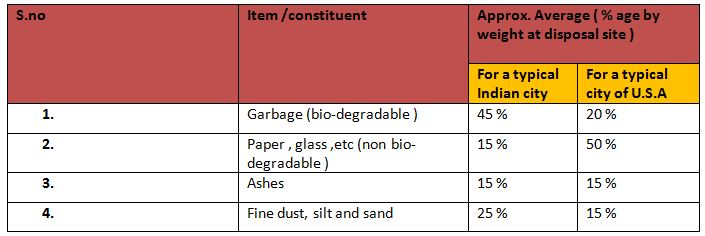 S.no Item /constituent Approx. Average ( % age by
weight at disposal site )
For a typical For a typical
Indian city city of U.S.A
1. Garbage (bio-degradable ) 45 % 20 %
2. Paper , glass ,etc (non bio- 15 % 50 %
degradable )
3. Ashes 15 % 15 %
4. Fine dust, silt and sand 25 % 15 %